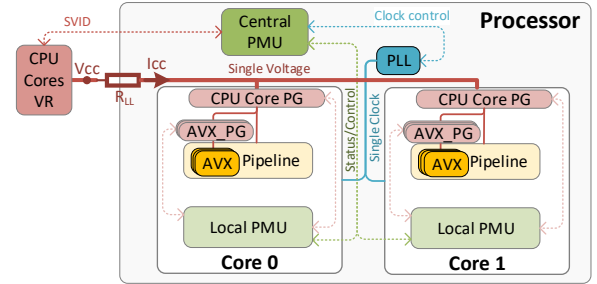 SVID
Central
PMU
Clock control
Processor
CPU
Cores
VR
Vcc
RLL
Icc
Single Voltage
PLL
CPU Core PG
AVX_PG
AVX
Pipeline
Local PMU
Core 0
Status/Control
Single Clock
CPU Core PG
AVX_PG
AVX
Pipeline
Local PMU
Core 1